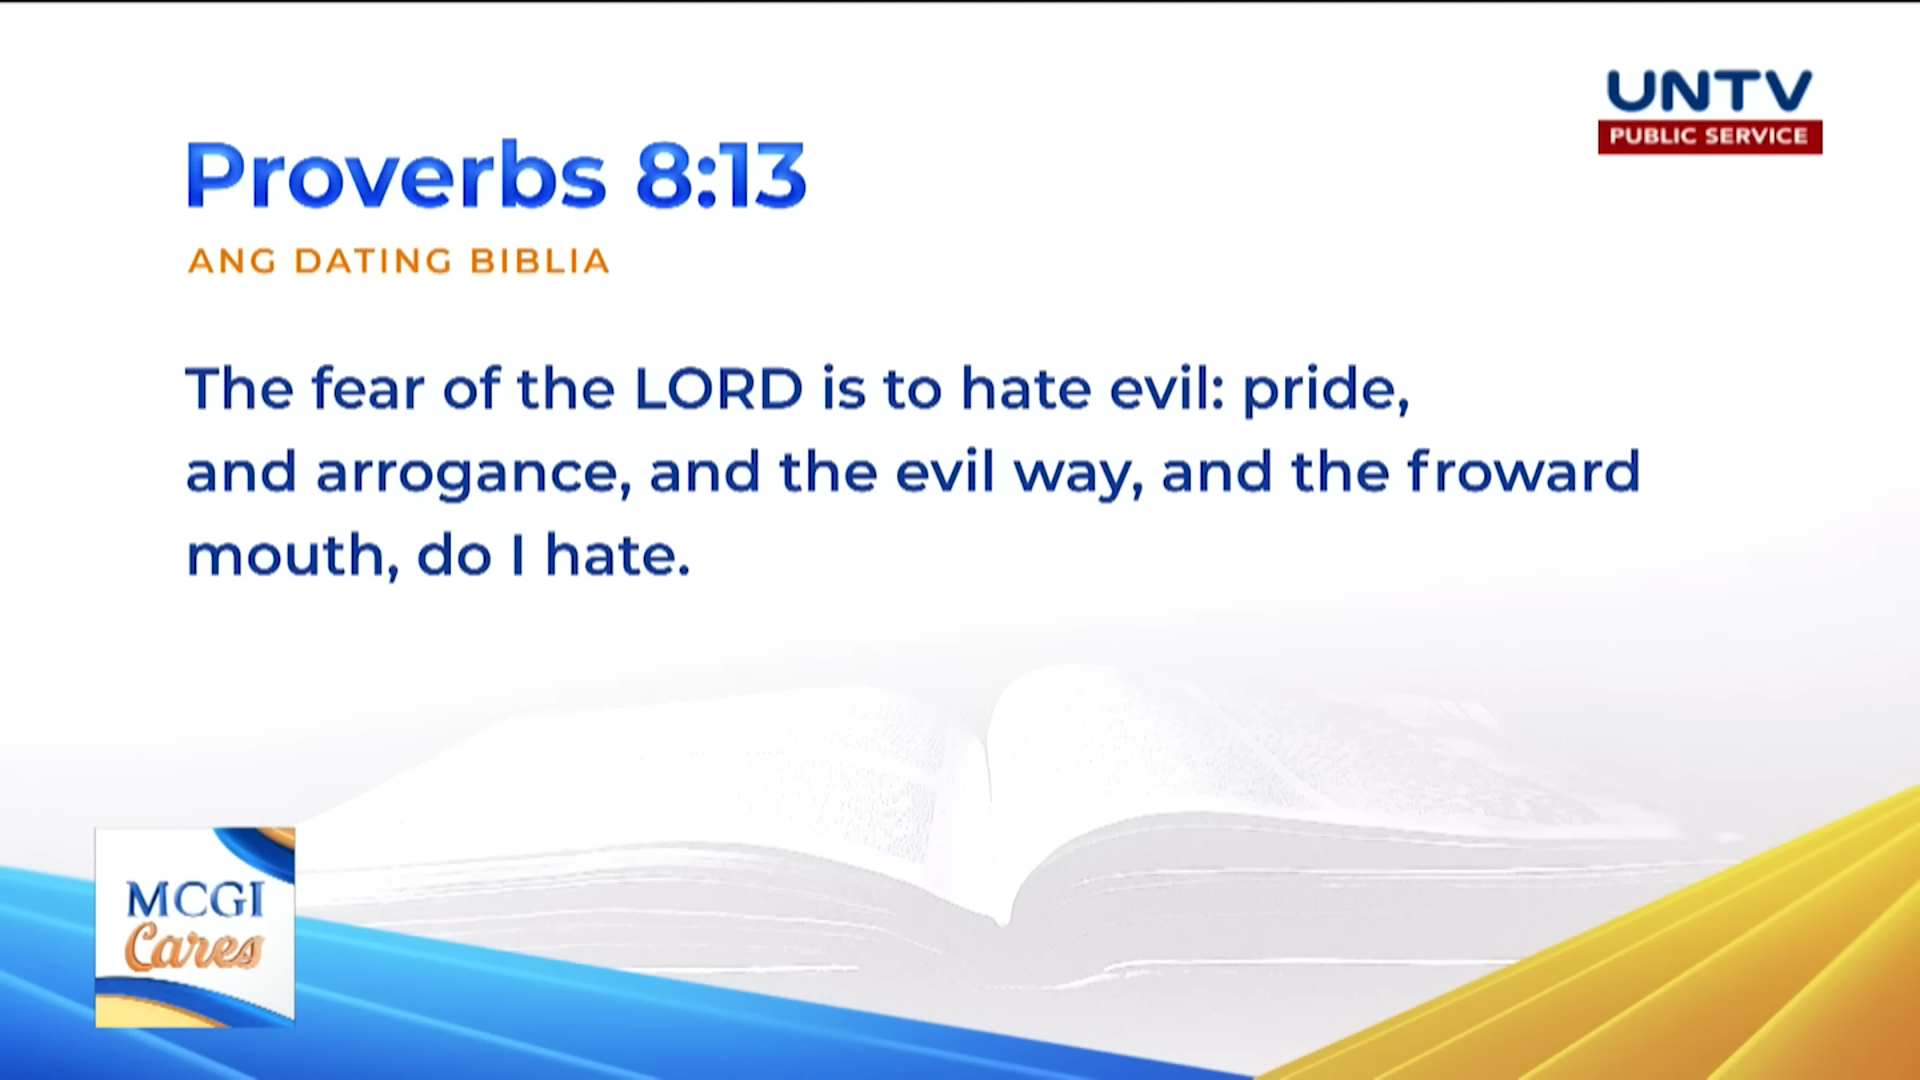 UNTV
PUBLIC SERVICE
Proverbs 8:13
ANG DATING BIBLIA
The fear of the LORD is to hate evil: pride,
and arrogance, and the evil way, and the froward
mouth, do I hate.
MCGI
Cares